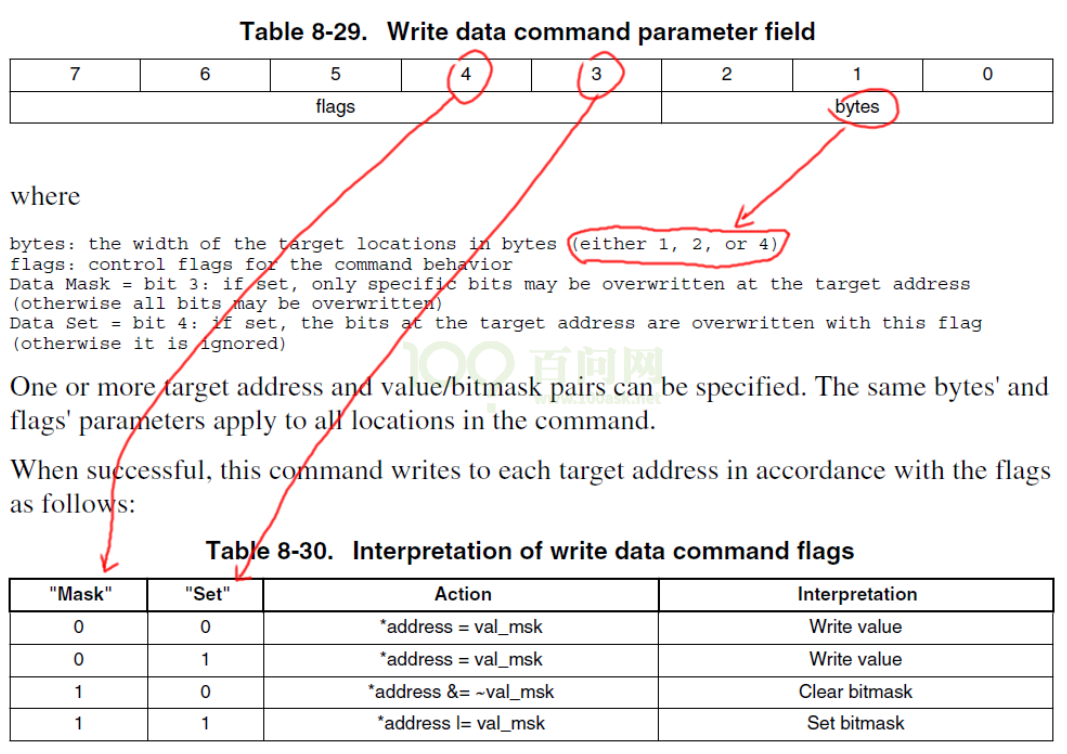 Table 8-29. Write data command parameter field
7 6 5 4 3 2 1 0
flags bytes
where
bytes: the width of the target locations in bytes (either 1, 2, or 4)
flags: control flags for the command behavior
Data Mask = bit 3: if set, only specific bits may be overwritten at the target address
(otherwise all bits may be overwritten)
Data Set = bit 4: if set, the bits at the target address are overwritten with this flag
(otherwise it is ignored)
100 百问网
www.100ask.net
One or more target address and value/bitmask pairs can be specified. The same bytes' and
flags' parameters apply to all locations in the command.
When successful, this command writes to each target address in accordance with the flags
as follows:
Table 8-30. Interpretation of write data command flags
"Mask" "Set" Action Interpretation
0 0 *address = val_msk Write value
0 1 *address = val_msk Write value
1 0 *address &= ~val_msk Clear bitmask
1 1 *address |= val_msk Set bitmask